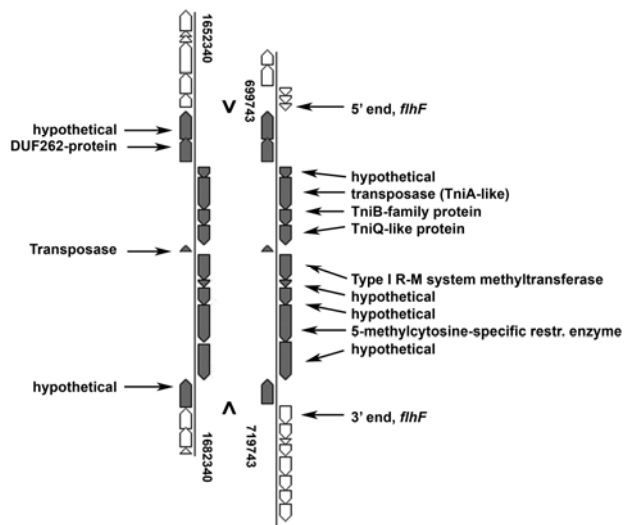 1652340
699743
5' end, flhF
hypothetical
DUF262-protein
hypothetical
transposase (TniA-like)
TniB-family protein
TniQ-like protein
Transposase
Type I R-M system methyltransferase
hypothetical
hypothetical
5-methylcytosine-specific restr. enzyme
hypothetical
hypothetical
3' end, flhF
1682340
719743